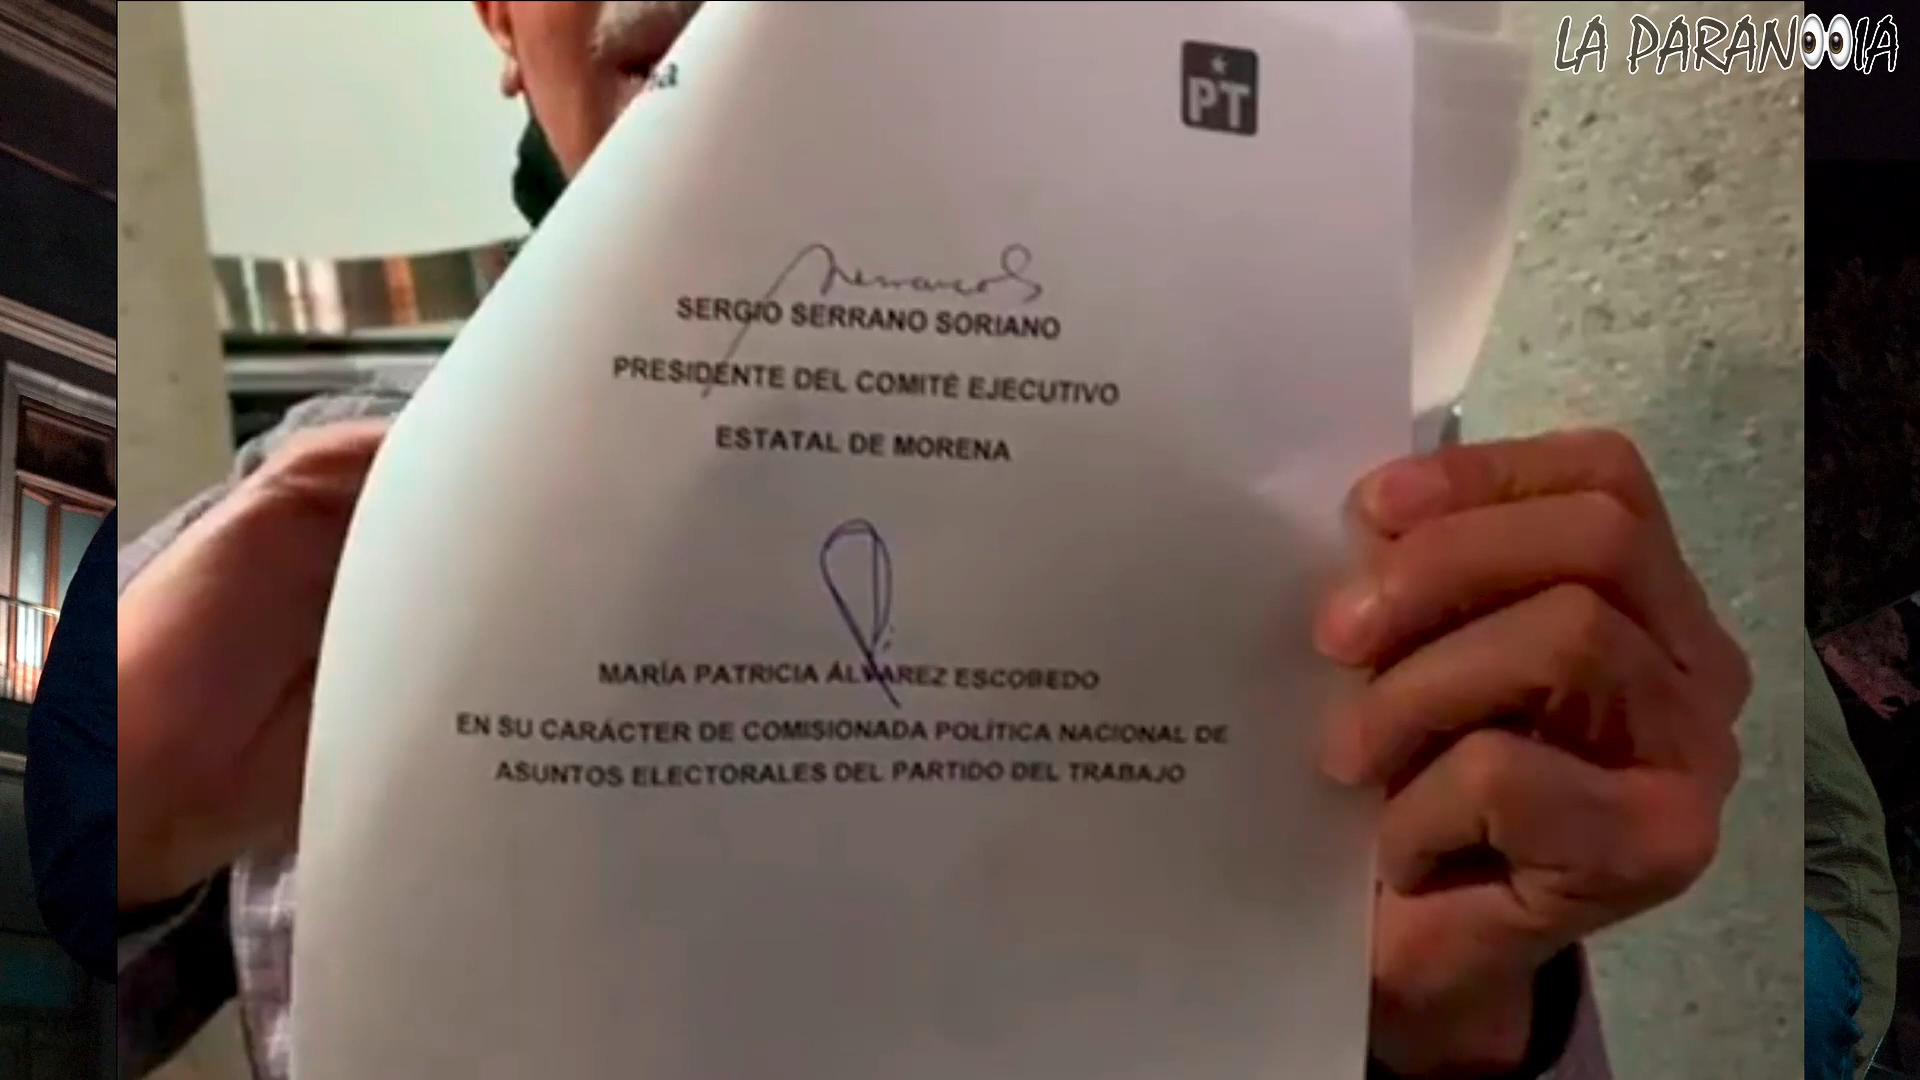 LA PARANOIA
PT
SERGIO SERRANO SORIANO
PRESIDENTE DEL COMITÉ EJECUTIVO
ESTATAL DE MORENA
MARÍA PATRICIA ÁLVAREZ ESCOBEDO
EN SU CARÁCTER DE COMISIONADA POLÍTICA NACIONAL DE
ASUNTOS ELECTORALES DEL PARTIDO DEL TRABAJO